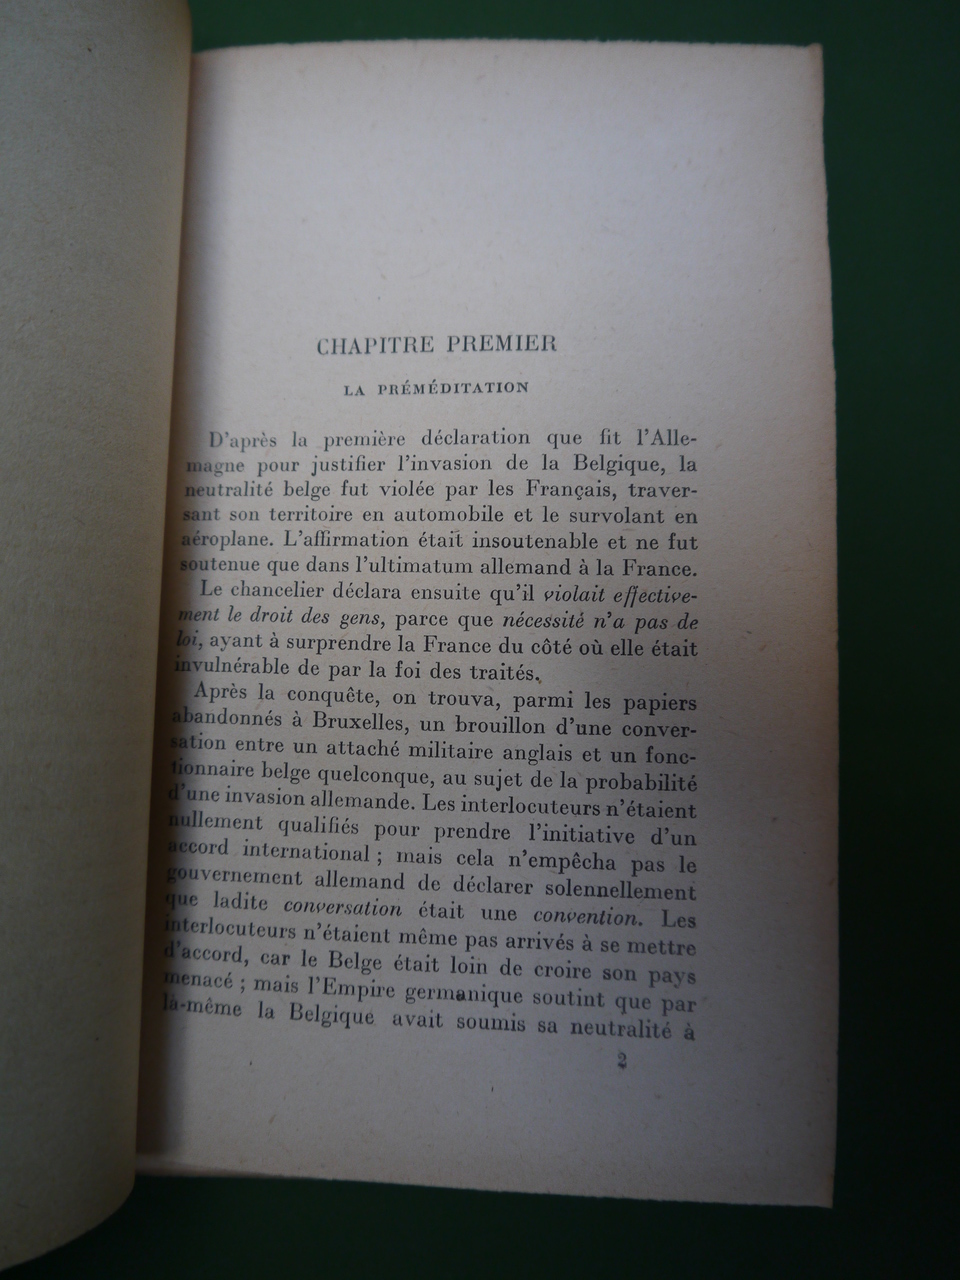 CHAPITRE PREMIER
LA PRÉMÉDITATION
D'après la première déclaration que fit l'Alle-
magne pour justifier l'invasion de la Belgique, la
neutralité belge fut violée par les Français, traver-
sant son territoire en automobile et le survolant en
aéroplane. L'affirmation était insoutenable et ne fut
soutenue que dans l'ultimatum allemand à la France.
Le chancelier déclara ensuite qu'il violait effective-
ment le droit des gens, parce que nécessité n'a pas de
loi, ayant à surprendre la France du côté où elle était
invulnérable de par la foi des traités.
Après la conquête, on trouva, parmi les papiers
abandonnés à Bruxelles, un brouillon d'une conver-
sation entre un attaché militaire anglais et un fonc-
tionnaire belge quelconque, au sujet de la probabilité
d'une invasion allemande. Les interlocuteurs n'étaient
nullement qualifiés pour prendre l'initiative d'un
accord international ; mais cela n'empêcha pas le
gouvernement allemand de déclarer solennellement
que ladite conversation était une convention. Les
interlocuteurs n'étaient même pas arrivés à se mettre
d'accord, car le Belge était loin de croire son pays
menacé ; mais l'Empire germanique soutint que par
là-même la Belgique avait soumis sa neutralité à
2